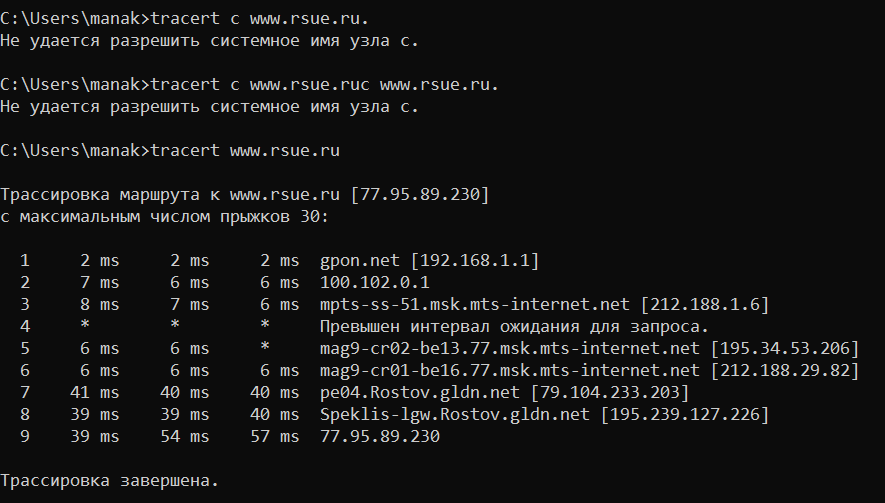 C:\Users\manak>tracert с www.rsue.ru.
Не удается разрешить системное имя узла с.
C:\Users\manak>tracert с www.rsue.ruс www.rsue.ru.
Не удается разрешить системное имя узла с.
C:\Users\manak>tracert www.rsue.ru
Трассировка маршрута к www.rsue.ru [77.95.89.230]
с максимальным числом прыжков 30:
1 2 ms 2 ms 2 ms gpon.net [192.168.1.1]
2 7 ms 6 ms 6 ms 100.102.0.1
3 8 ms 7 ms 6 ms mpts-ss-51.msk.mts-internet.net [212.188.1.6]
4 * * * Превышен интервал ожидания для запроса.
5 6 ms 6 ms * mag9-cr02-be13.77.msk.mts-internet.net [195.34.53.206]
6 6 ms 6 ms 6 ms mag9-cr01-be16.77.msk.mts-internet.net [212.188.29.82]
7 41 ms 40 ms 40 ms pe04.Rostov.gldn.net [79.104.233.203]
8 39 ms 39 ms 40 ms Speklis-lgw.Rostov.gldn.net [195.239.127.226]
9 39 ms 54 ms 57 ms 77.95.89.230
Трассировка завершена.